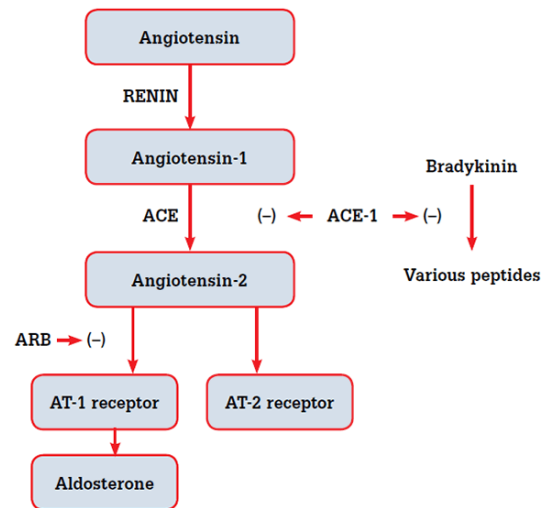 Angiotensin
RENIN
Angiotensin-1
Bradykinin
ACE
(–) ACE-1 (–)
Various peptides
Angiotensin-2
ARB (–)
AT-1 receptor
AT-2 receptor
Aldosterone